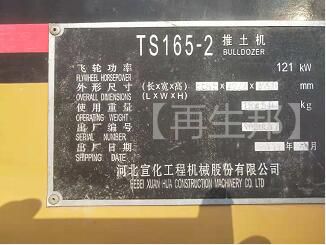 TS165-2 推土机
BULLDOZER
飞轮功率 121 kW
FLYWHEEL HORSEPOWER
外形尺寸 (长×宽×高) × × mm
OVERALL DIMENSIONS (L×W×H)
使用重量 kg
OPERATING WEIGHT
出厂编号
SERIAL NUMBER
出厂日期 年 月
SHIPPING DATE
【再生邦】
河北宣化工程机械股份有限公司
HEBEI XUAN HUA CONSTRUCTION MACHINERY CO. LTD